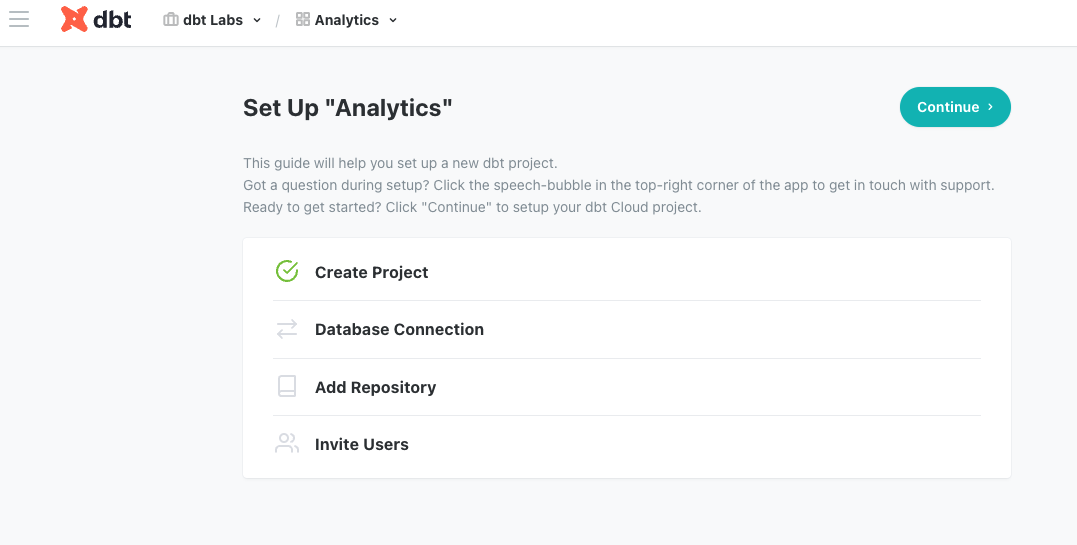 dbt dbt Labs / Analytics
Set Up "Analytics"
Continue
This guide will help you set up a new dbt project.
Got a question during setup? Click the speech-bubble in the top-right corner of the app to get in touch with support.
Ready to get started? Click "Continue" to setup your dbt Cloud project.
Create Project
Database Connection
Add Repository
Invite Users